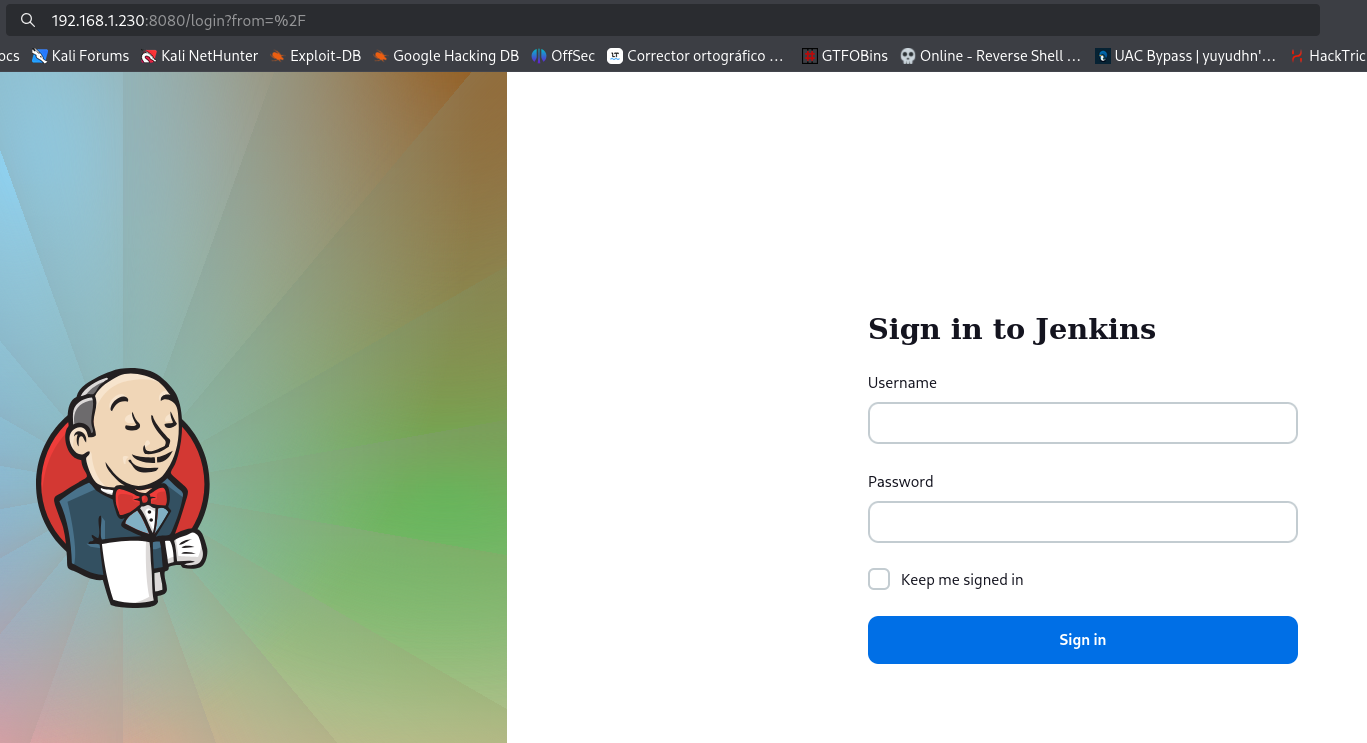 192.168.1.230:8080/login?from=%2F
ocs Kali Forums Kali NetHunter Exploit-DB Google Hacking DB OffSec LT Corrector ortográfico ... GTFOBins Online - Reverse Shell ... UAC Bypass | yuyudhn'... HackTric
Sign in to Jenkins
Username
Password
Keep me signed in
Sign in